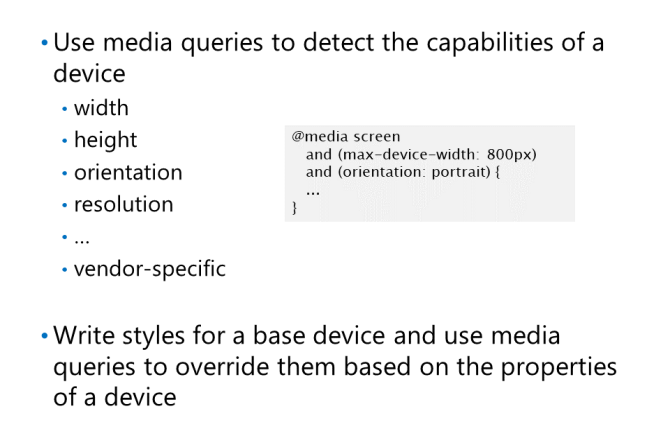 • Use media queries to detect the capabilities of a
device
• width
• height
• orientation
• resolution
• ...
• vendor-specific
@media screen
and (max-device-width: 800px)
and (orientation: portrait) {
...
}
• Write styles for a base device and use media
queries to override them based on the properties
of a device